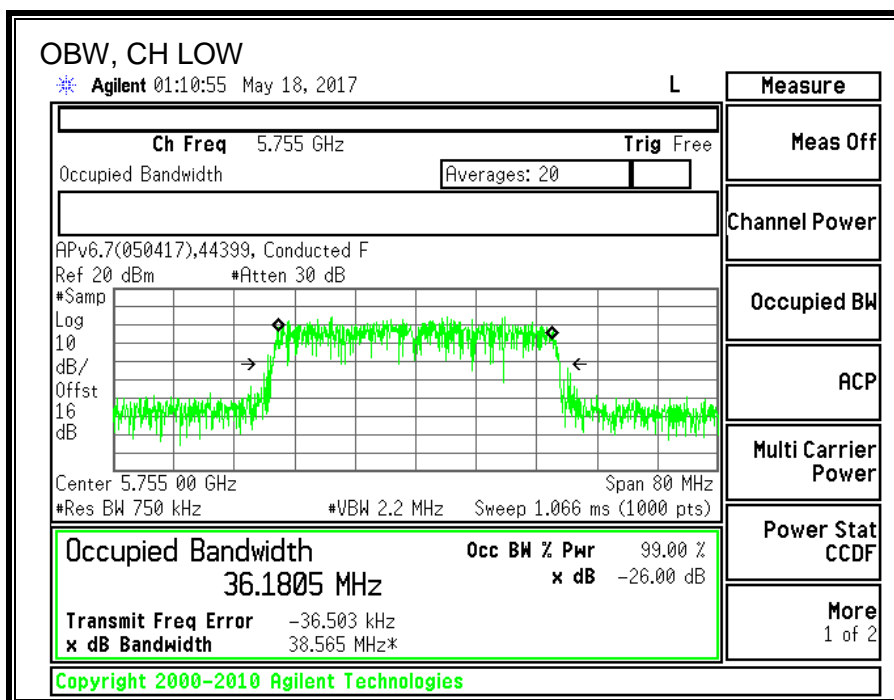 OBW, CH LOW
Agilent 01:10:55 May 18, 2017 L
Measure
Ch Freq 5.755 GHz Trig Free
Occupied Bandwidth Averages: 20
APv6.7(050417),44399, Conducted F
Ref 20 dBm #Atten 30 dB
#Samp
Log
10
dB/
Offst
16
dB
Center 5.755 00 GHz Span 80 MHz
#Res BW 750 kHz #VBW 2.2 MHz Sweep 1.066 ms (1000 pts)
Occupied Bandwidth Occ BW % Pwr 99.00 %
36.1805 MHz x dB -26.00 dB
Transmit Freq Error -36.503 kHz
x dB Bandwidth 38.565 MHz*
Copyright 2000-2010 Agilent Technologies
Meas Off
Channel Power
Occupied BW
ACP
Multi Carrier
Power
Power Stat
CCDF
More
1 of 2